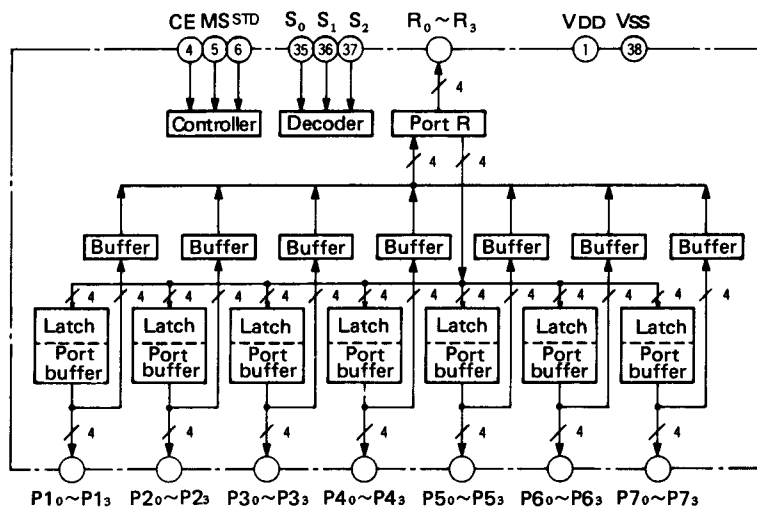 CE MS STD S₀ S₁ S₂ R₀~R₃ VDD VSS
4 5 6 35 36 37 1 38
4
Controller Decoder Port R
4 4
Buffer Buffer Buffer Buffer Buffer Buffer Buffer
4 4 4 4 4 4 4 4 4 4 4 4 4 4
Latch Latch Latch Latch Latch Latch Latch
Port buffer Port buffer Port buffer Port buffer Port buffer Port buffer Port buffer
4 4 4 4 4 4 4
P1₀~P1₃ P2₀~P2₃ P3₀~P3₃ P4₀~P4₃ P5₀~P5₃ P6₀~P6₃ P7₀~P7₃